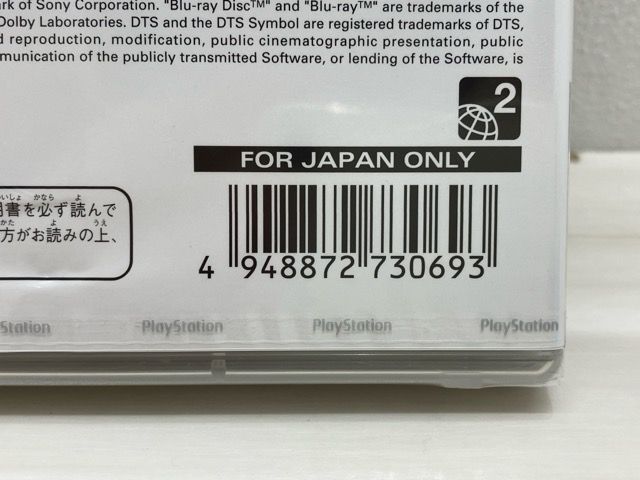 rk of Sony Corporation. "Blu-ray Disc™" and "Blu-ray™" are trademarks of the
Dolby Laboratories. DTS and the DTS Symbol are registered trademarks of DTS,
d reproduction, modification, public cinematographic presentation, public
munication of the publicly transmitted Software, or lending of the Software, is
2
FOR JAPAN ONLY
書を必ず読んで
方がお読みの上、
4 948872 730693
Station PlayStation PlayStation PlayStation